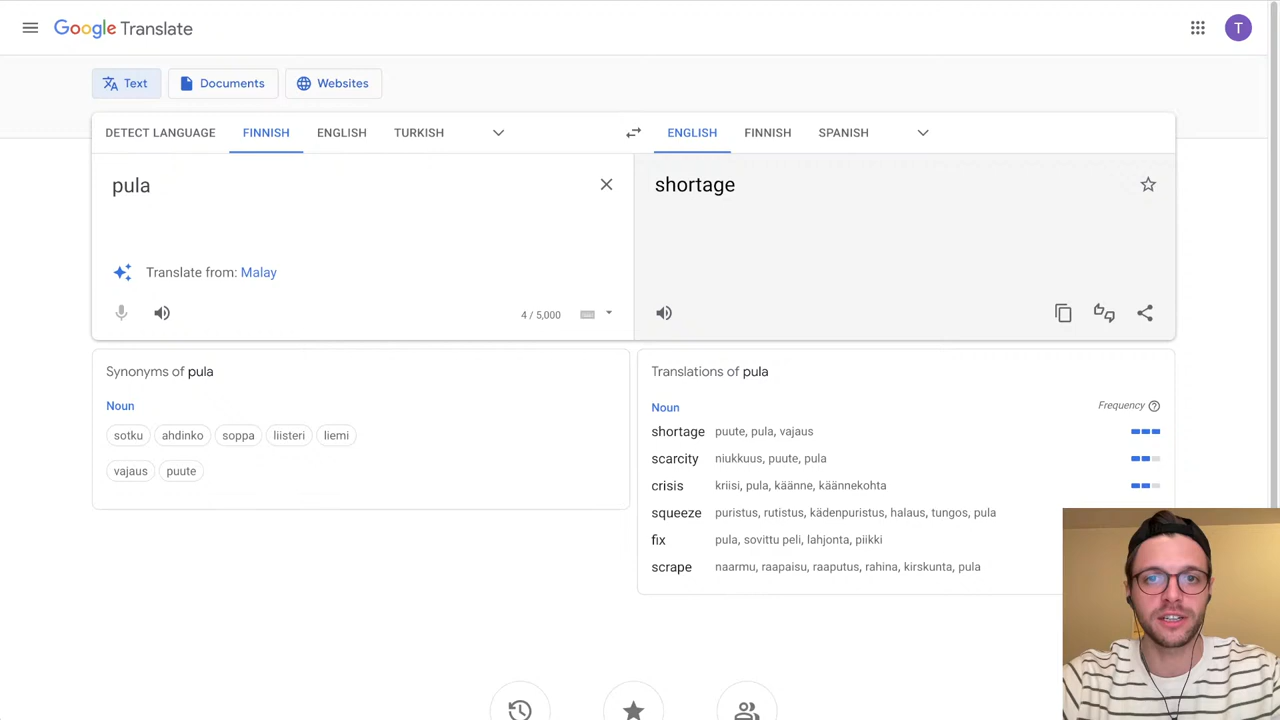 Google Translate
T
Text
Documents
Websites
DETECT LANGUAGE FINNISH ENGLISH TURKISH
ENGLISH FINNISH SPANISH
pula
shortage
Translate from: Malay
4 / 5,000
Synonyms of pula
Noun
sotku ahdinko soppa liisteri liemi
vajaus puute
Translations of pula
Noun Frequency
shortage puute, pula, vajaus
scarcity niukkuus, puute, pula
crisis kriisi, pula, käänne, käännekohta
squeeze puristus, rutistus, kädenpuristus, halaus, tungos, pula
fix pula, sovittu peli, lahjonta, piikki
scrape naarmu, raapaisu, raaputus, rahina, kirskunta, pula